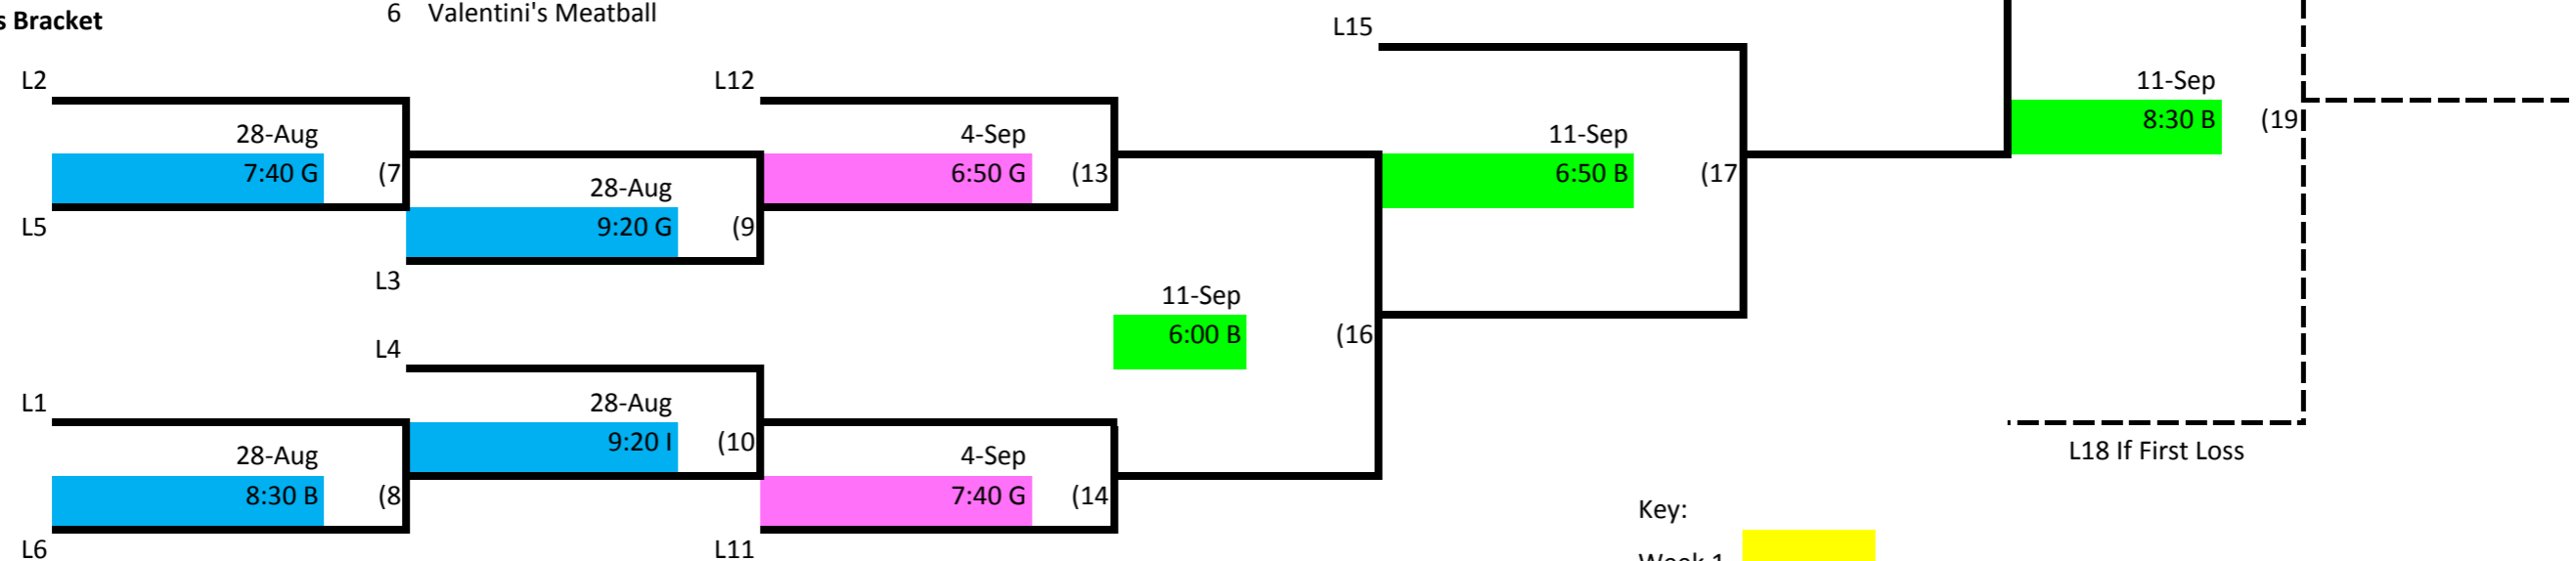 s Bracket
6 Valentini's Meatball
L15
L2
L12
11-Sep
28-Aug
4-Sep
11-Sep
8:30 B (19
7:40 G (7
28-Aug
6:50 G (13
6:50 B (17
L5
9:20 G (9
L3
11-Sep
6:00 B (16
L4
L1
28-Aug
9:20 I (10
28-Aug
4-Sep
L18 If First Loss
8:30 B (8
7:40 G (14
Key:
L6
L11
Week 1